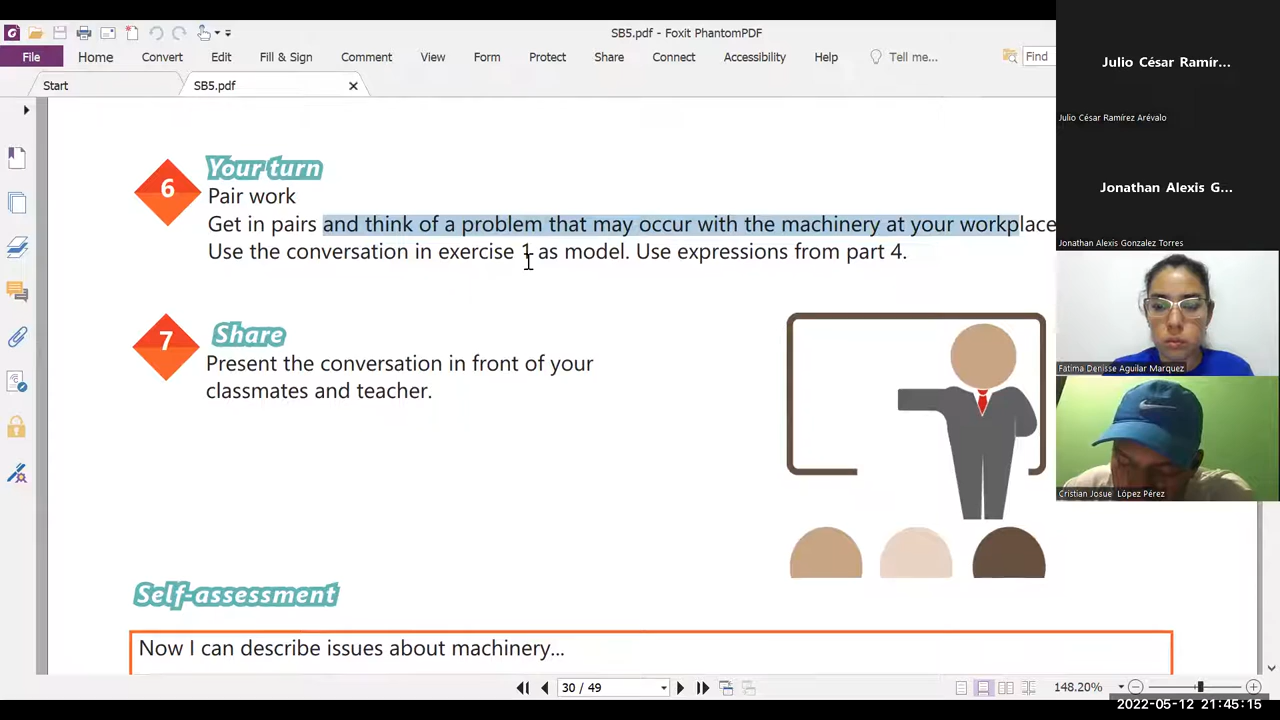 SB5.pdf - Foxit PhantomPDF
File Home Convert Edit Fill & Sign Comment View Form Protect Share Connect Accessibility Help Tell me... Find
Start SB5.pdf
6 Your turn
Pair work
Get in pairs and think of a problem that may occur with the machinery at your workplace
Use the conversation in exercise 1 as model. Use expressions from part 4.
7 Share
Present the conversation in front of your
classmates and teacher.
Self-assessment
Now I can describe issues about machinery...
30 / 49
148.20%
Julio César Ramír...
Julio César Ramírez Arévalo
Jonathan Alexis G...
Jonathan Alexis Gonzalez Torres
Fatima Denisse Aguilar Marquez
Cristian Josue López Pérez
2022-05-12 21:45:15